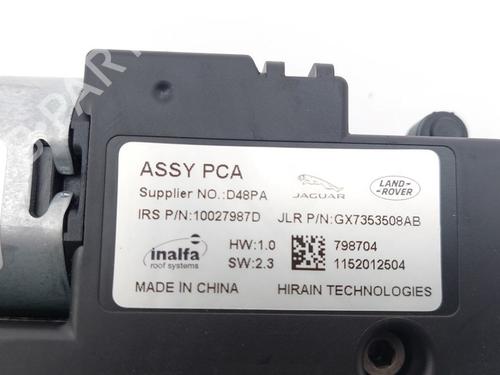 ASSY PCA
Supplier NO.:D48PA
JAGUAR
LAND-
ROVER
IRS P/N:10027987D JLR P/N:GX7353508AB
inalfa
roof systems
HW:1.0
798704
SW:2.3
1152012504
MADE IN CHINA
HIRAIN TECHNOLOGIES